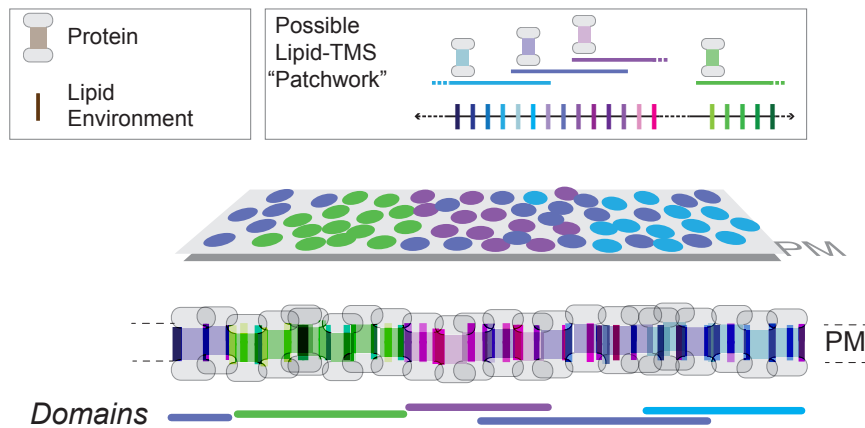 Protein
Lipid
Environment
Possible
Lipid-TMS
“Patchwork”
PM
PM
Domains